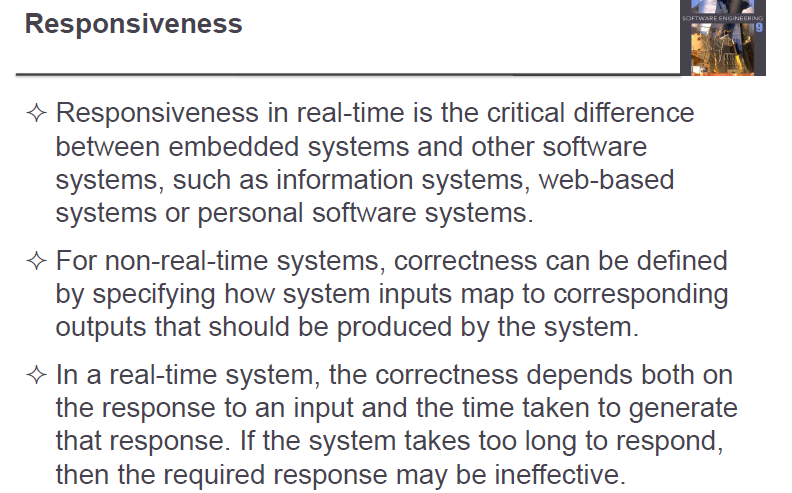 Responsiveness
SOFTWARE ENGINEERING
9
✧ Responsiveness in real-time is the critical difference
between embedded systems and other software
systems, such as information systems, web-based
systems or personal software systems.
✧ For non-real-time systems, correctness can be defined
by specifying how system inputs map to corresponding
outputs that should be produced by the system.
✧ In a real-time system, the correctness depends both on
the response to an input and the time taken to generate
that response. If the system takes too long to respond,
then the required response may be ineffective.